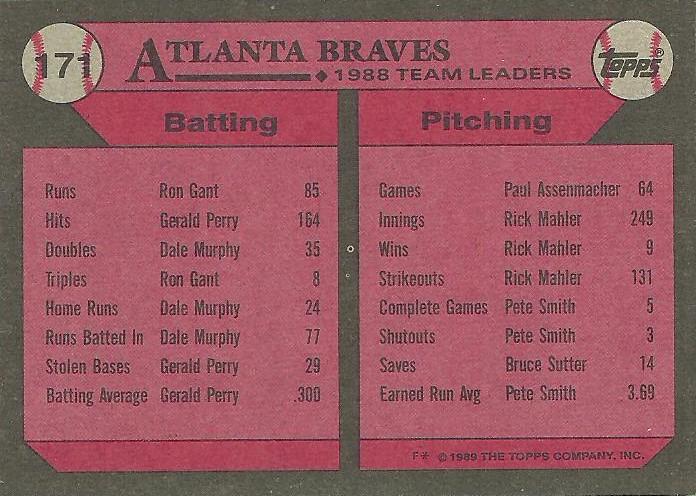 171
ATLANTA BRAVES
1988 TEAM LEADERS
TOPPS®
Batting
Runs Ron Gant 85
Hits Gerald Perry 164
Doubles Dale Murphy 35
Triples Ron Gant 8
Home Runs Dale Murphy 24
Runs Batted In Dale Murphy 77
Stolen Bases Gerald Perry 29
Batting Average Gerald Perry .300
Pitching
Games Paul Assenmacher 64
Innings Rick Mahler 249
Wins Rick Mahler 9
Strikeouts Rick Mahler 131
Complete Games Pete Smith 5
Shutouts Pete Smith 3
Saves Bruce Sutter 14
Earned Run Avg Pete Smith 3.69
F* © 1989 THE TOPPS COMPANY, INC.